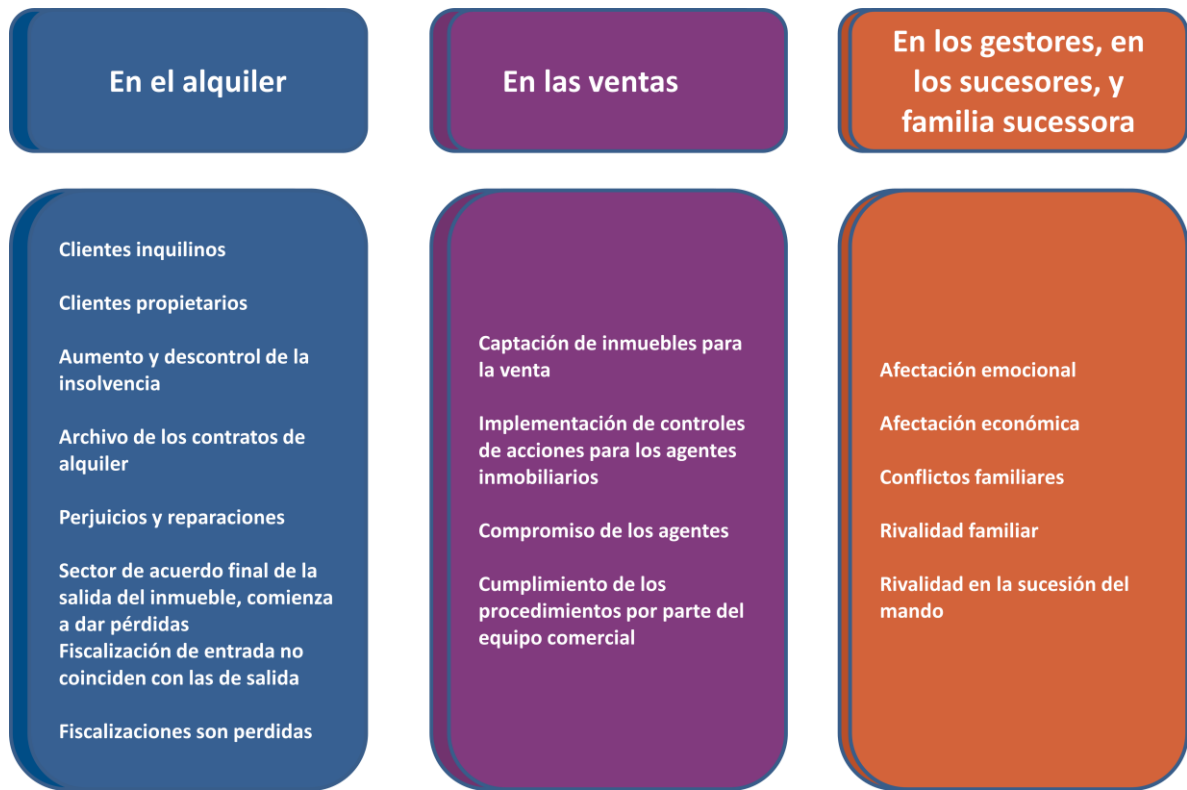 En el alquiler
Clientes inquilinos
Clientes propietarios
Aumento y descontrol de la
insolvencia
Archivo de los contratos de
alquiler
Perjuicios y reparaciones
Sector de acuerdo final de la
salida del inmueble, comienza
a dar pérdidas
Fiscalización de entrada no
coinciden con las de salida
Fiscalizaciones son perdidas
En las ventas
Captación de inmuebles para
la venta
Implementación de controles
de acciones para los agentes
inmobiliarios
Compromiso de los agentes
Cumplimiento de los
procedimientos por parte del
equipo comercial
En los gestores, en
los sucesores, y
familia sucessora
Afectación emocional
Afectación económica
Conflictos familiares
Rivalidad familiar
Rivalidad en la sucesión del
mando